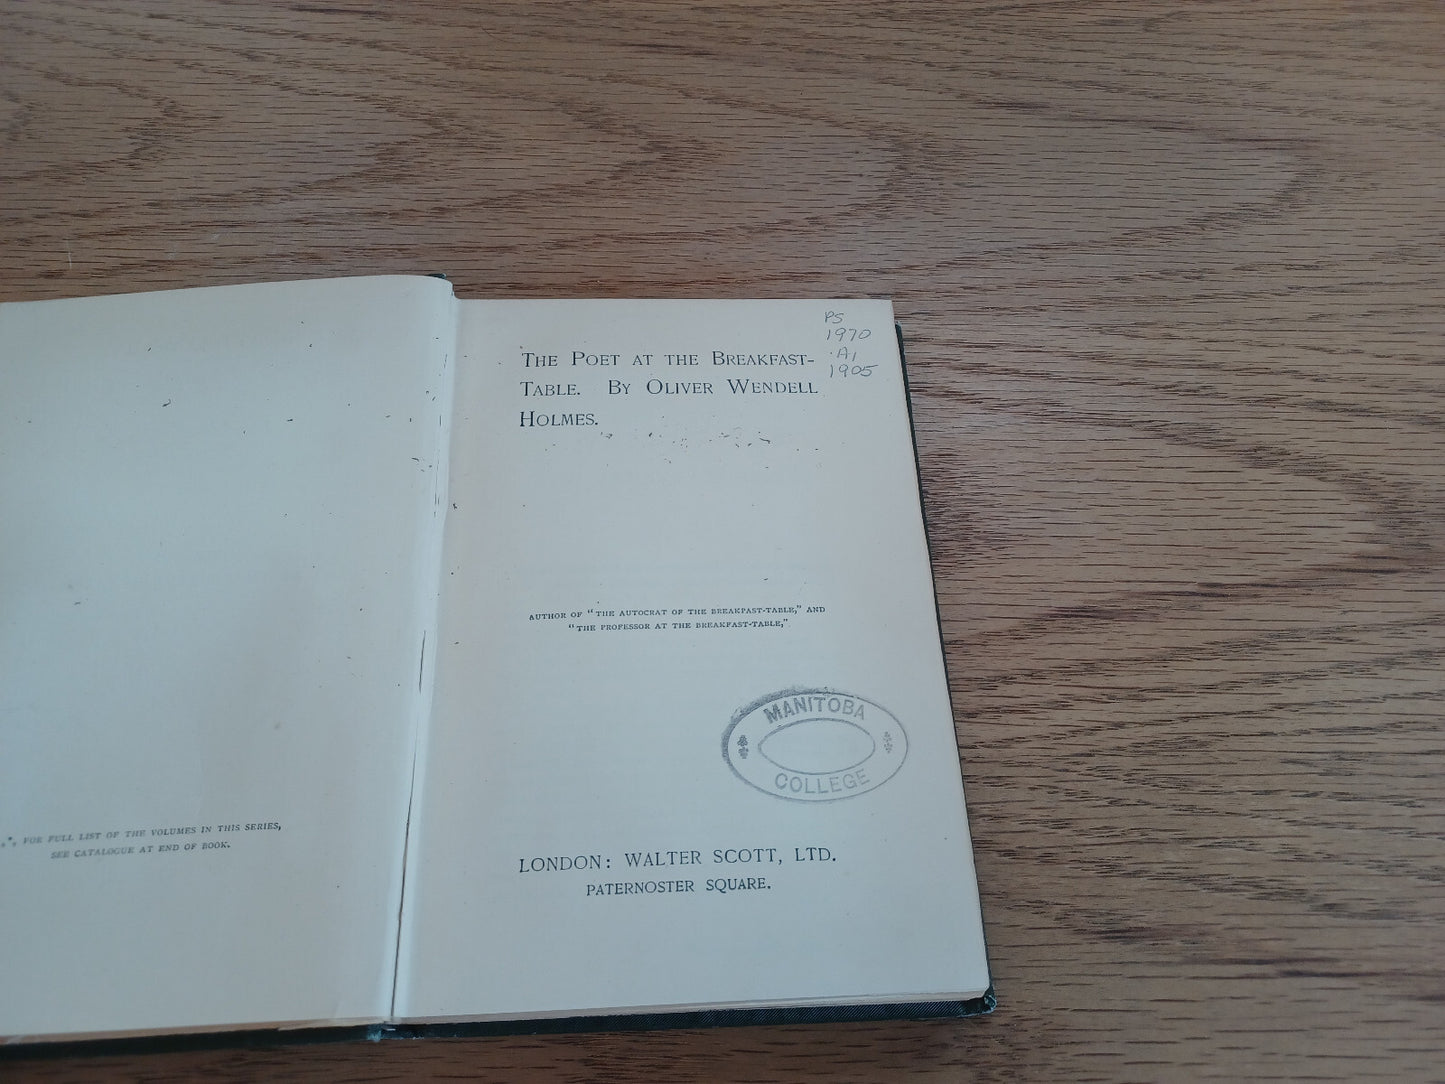 ⁂ FOR FULL LIST OF THE VOLUMES IN THIS SERIES,
SEE CATALOGUE AT END OF BOOK.
PS
1970
.A1
1905
THE POET AT THE BREAKFAST-
TABLE. BY OLIVER WENDELL
HOLMES.
AUTHOR OF "THE AUTOCRAT OF THE BREAKFAST-TABLE," AND
"THE PROFESSOR AT THE BREAKFAST-TABLE,"
MANITOBA
COLLEGE
LONDON: WALTER SCOTT, LTD.
PATERNOSTER SQUARE.